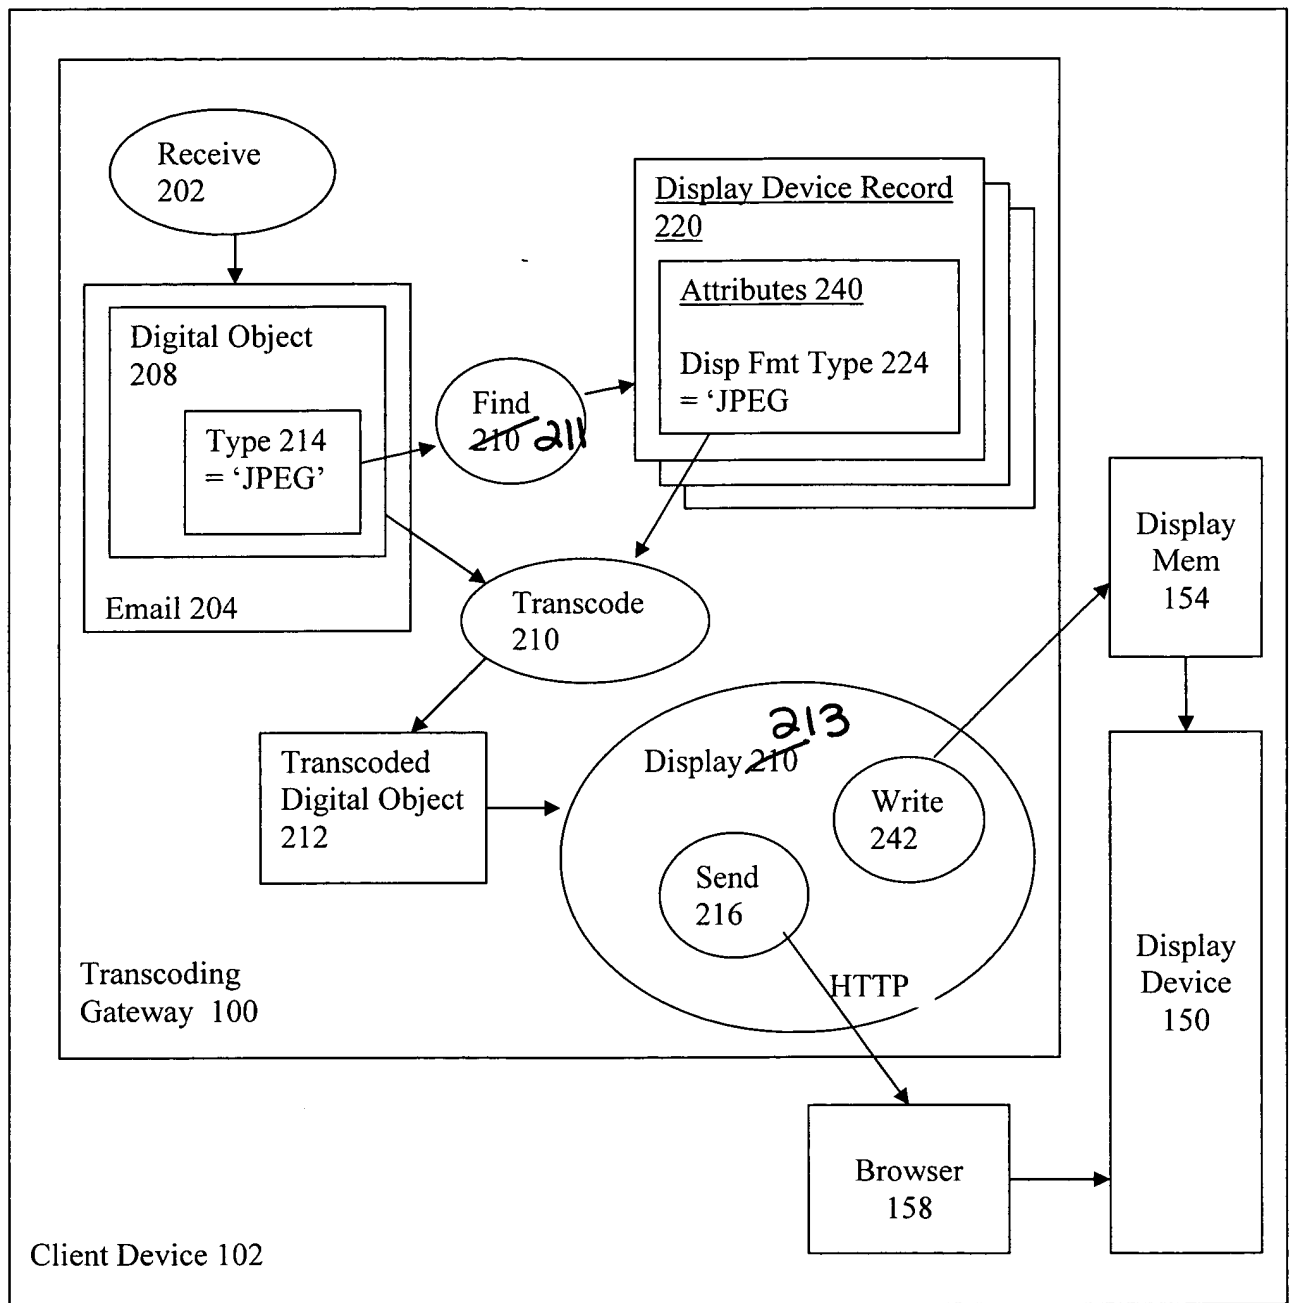 Receive
202
Display Device Record
220
Attributes 240
Disp Fmt Type 224
= ‘JPEG
Digital Object
208
Type 214
= ‘JPEG’
Email 204
Find
210 211
Transcode
210
Transcoded
Digital Object
212
213
Display 210
Write
242
Send
216
HTTP
Transcoding
Gateway 100
Display
Mem
154
Display
Device
150
Browser
158
Client Device 102